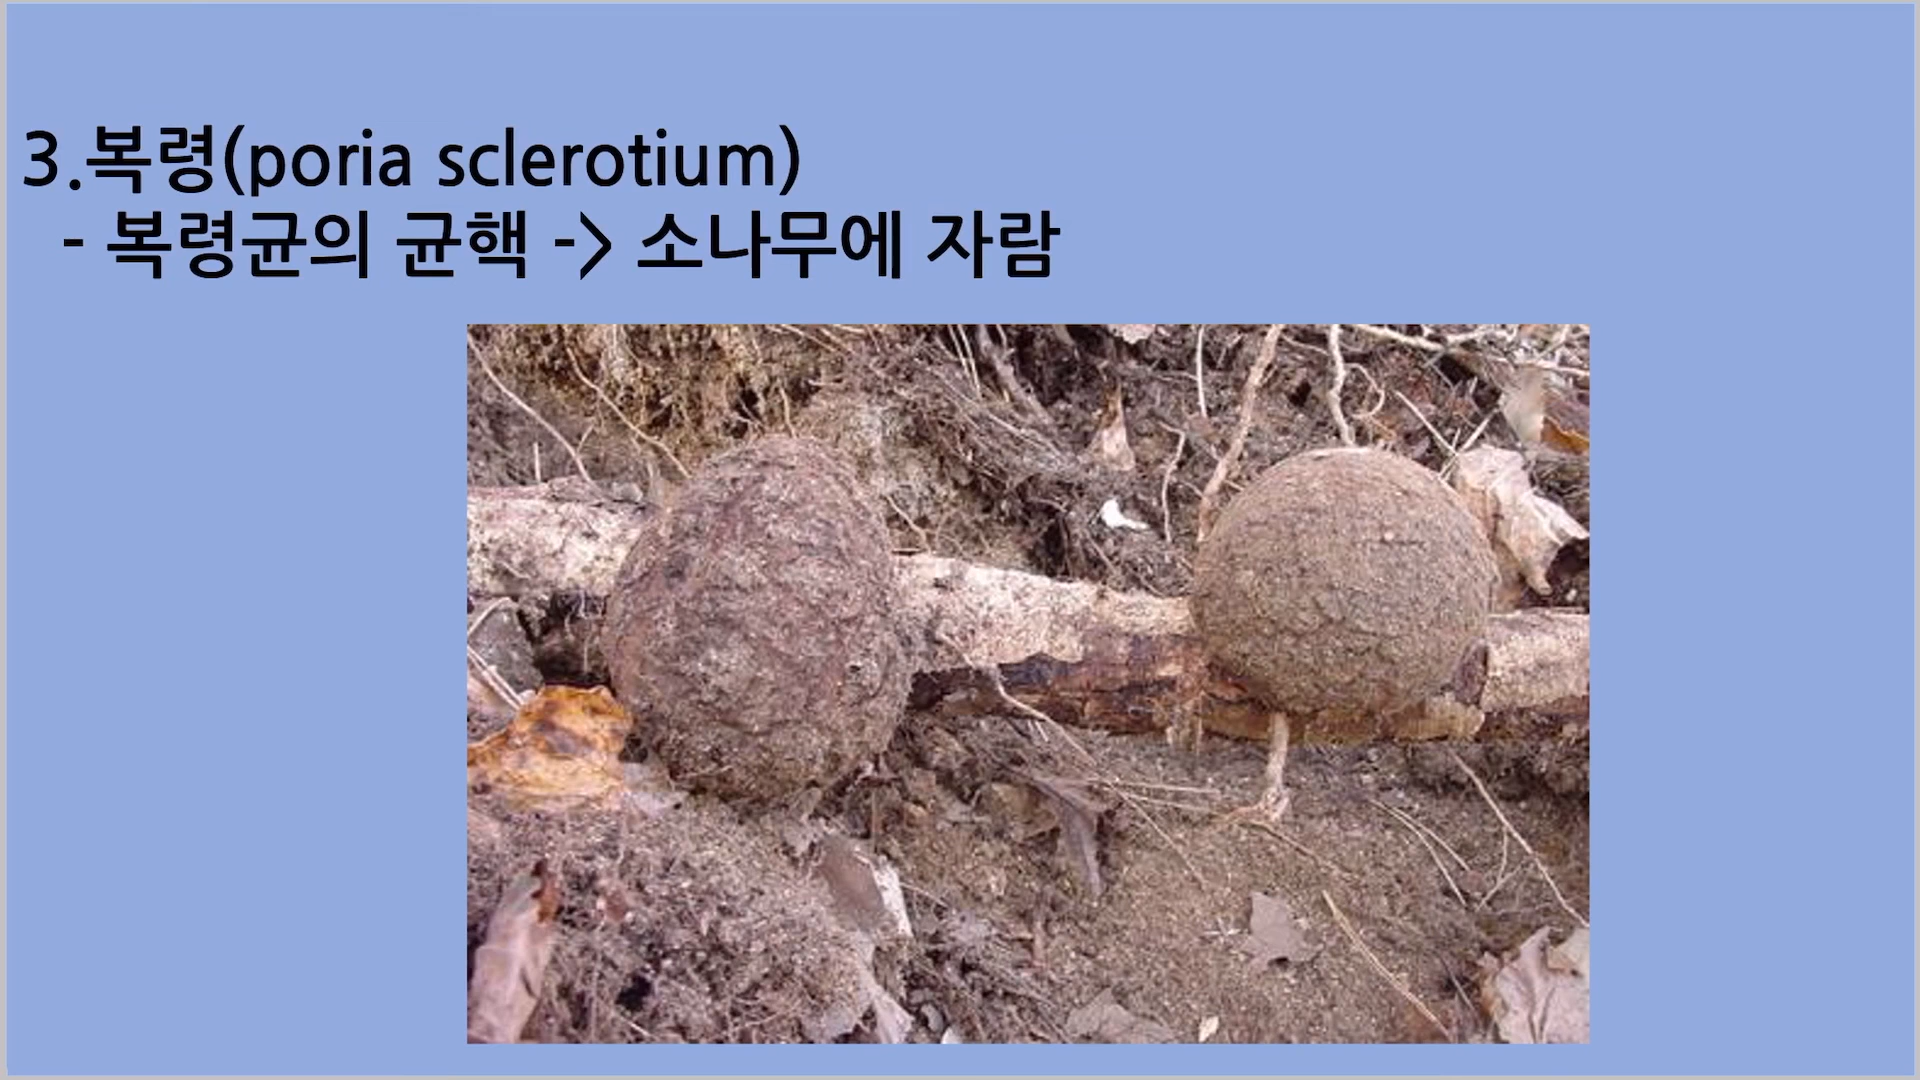 3.복령(poria sclerotium)
- 복령균의 균핵 -> 소나무에 자람